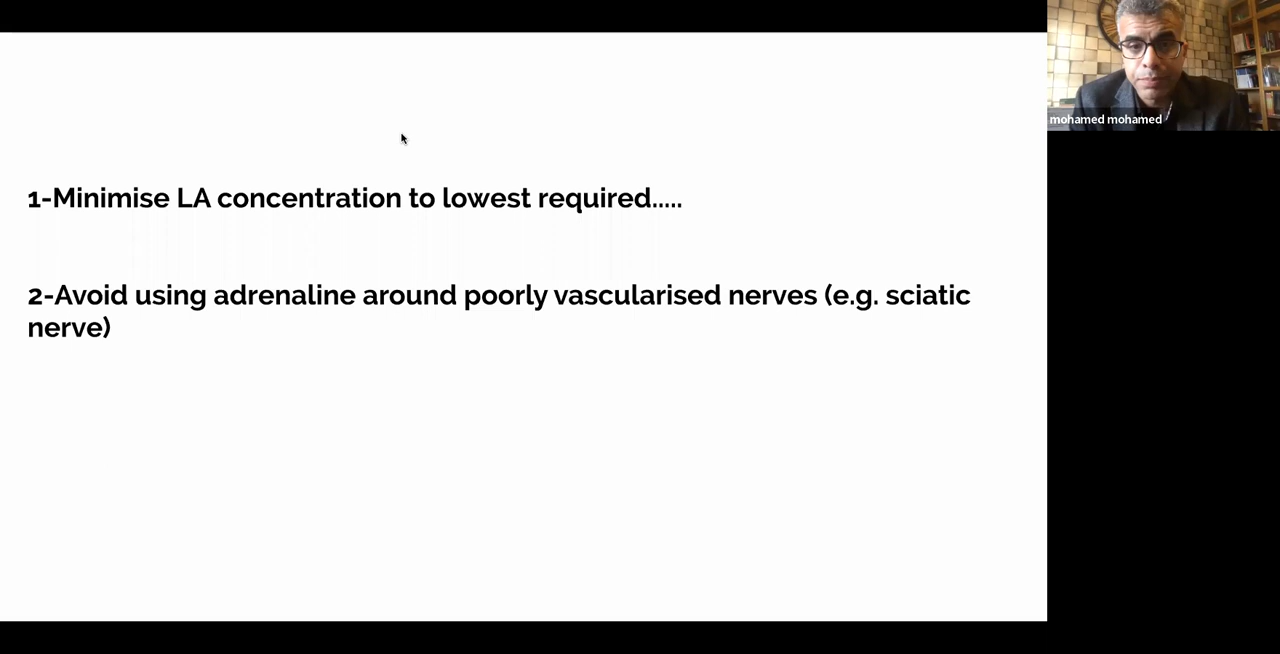 1-Minimise LA concentration to lowest required.....
2-Avoid using adrenaline around poorly vascularised nerves (e.g. sciatic
nerve)
mohamed mohamed